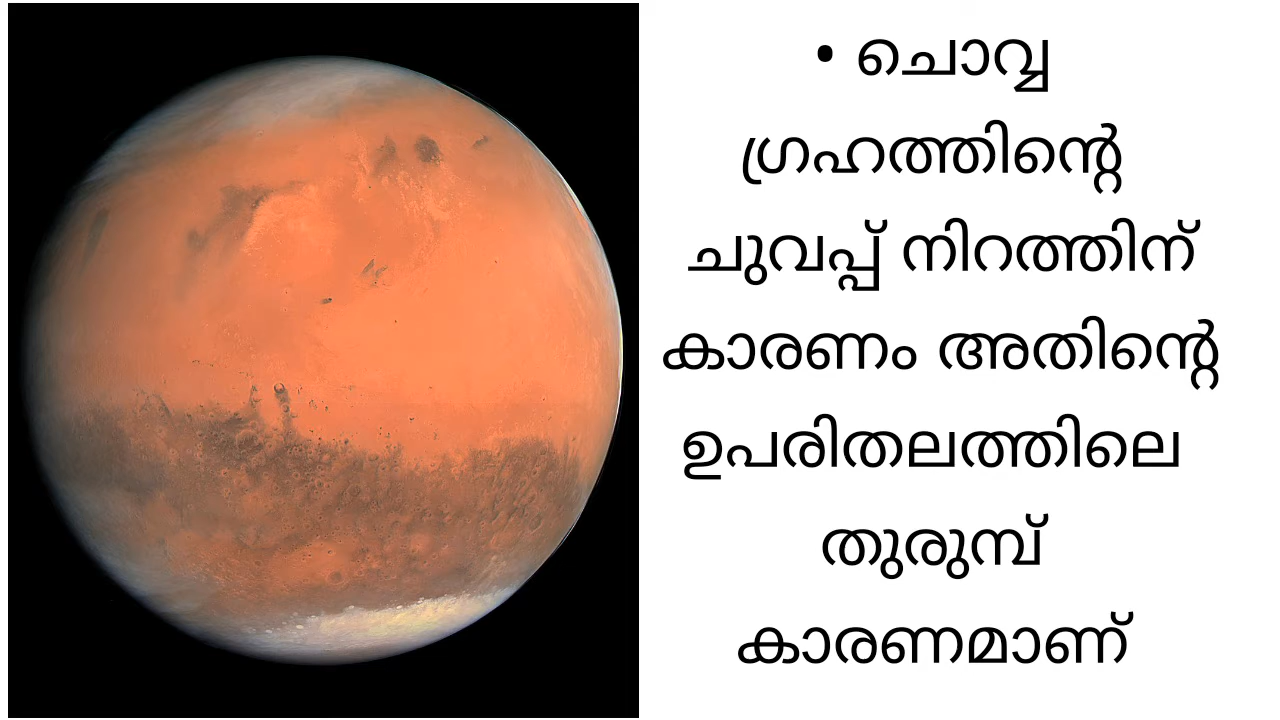 • ചൊവ്വ
ഗ്രഹത്തിന്റെ
ചുവപ്പ് നിറത്തിന്
കാരണം അതിന്റെ
ഉപരിതലത്തിലെ
തുരുമ്പ്
കാരണമാണ്